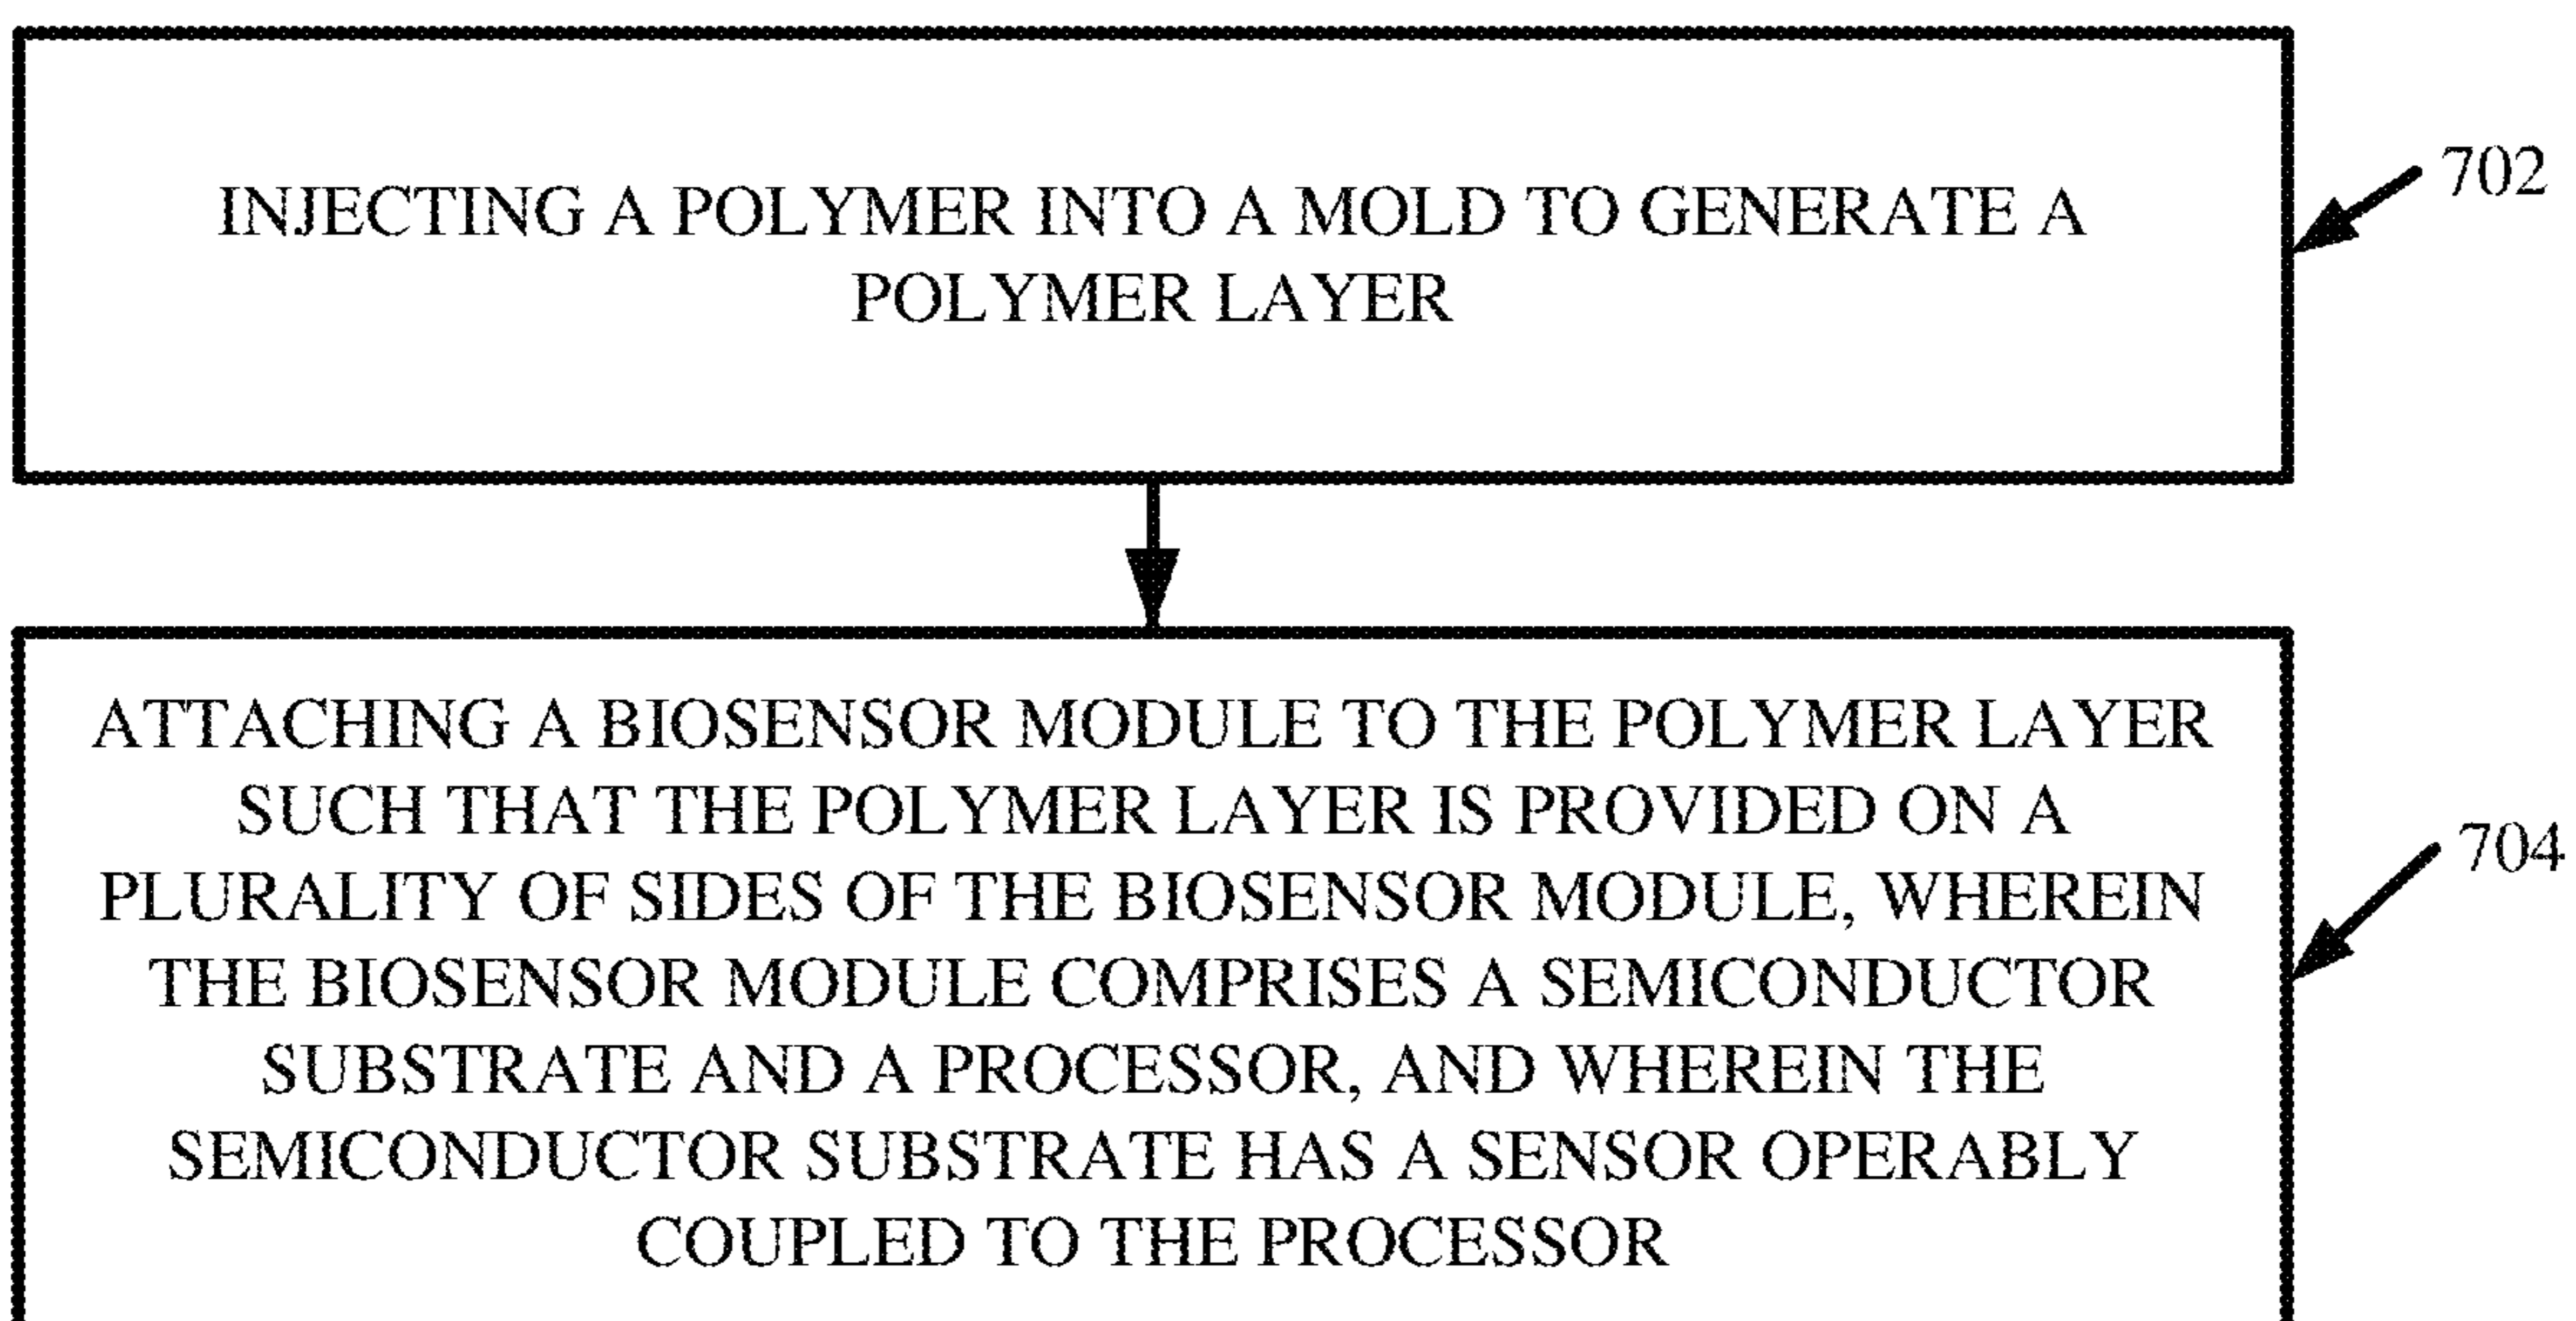 INJECTING A POLYMER INTO A MOLD TO GENERATE A
POLYMER LAYER
702
ATTACHING A BIOSENSOR MODULE TO THE POLYMER LAYER
SUCH THAT THE POLYMER LAYER IS PROVIDED ON A
PLURALITY OF SIDES OF THE BIOSENSOR MODULE, WHEREIN
THE BIOSENSOR MODULE COMPRISES A SEMICONDUCTOR
SUBSTRATE AND A PROCESSOR, AND WHEREIN THE
SEMICONDUCTOR SUBSTRATE HAS A SENSOR OPERABLY
COUPLED TO THE PROCESSOR
704